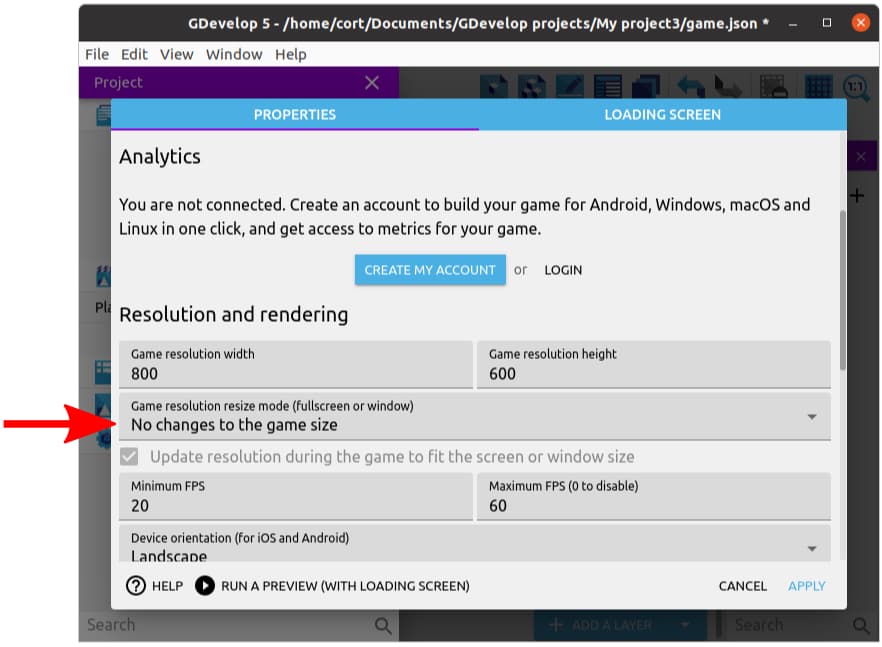 GDevelop 5 - /home/cort/Documents/GDevelop projects/My project3/game.json *
File Edit View Window Help
Project
1:1
PROPERTIES LOADING SCREEN
Analytics
You are not connected. Create an account to build your game for Android, Windows, macOS and
Linux in one click, and get access to metrics for your game.
CREATE MY ACCOUNT or LOGIN
Resolution and rendering
Game resolution width Game resolution height
800 600
Game resolution resize mode (fullscreen or window)
No changes to the game size
Update resolution during the game to fit the screen or window size
Minimum FPS Maximum FPS (0 to disable)
20 60
Device orientation (for iOS and Android)
Landscape
HELP RUN A PREVIEW (WITH LOADING SCREEN) CANCEL APPLY
Search ADD A LAYER Search